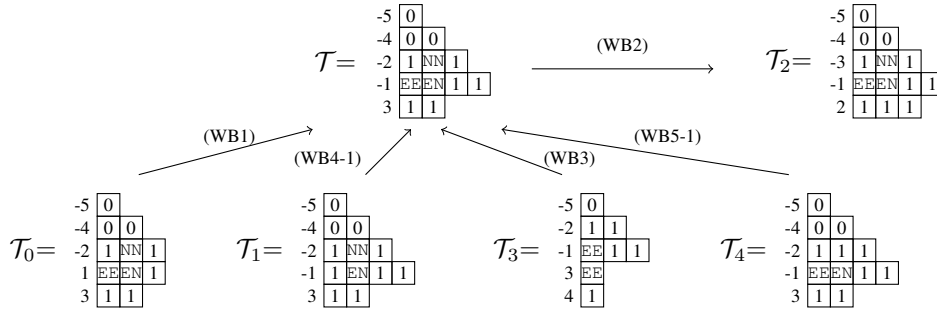 -5 0
-4 0 0
𝒯= -2 1 NN 1
-1 EE EN 1 1
3 1 1
(WB2)
-5 0
-4 0 0
𝒯2= -3 1 NN 1
-1 EE EN 1 1
2 1 1 1
(WB1)
(WB4-1)
(WB3)
(WB5-1)
-5 0
-4 0 0
𝒯0= -2 1 NN 1
1 EE EN 1
3 1 1
-5 0
-4 0 0
𝒯1= -2 1 NN 1
-1 1 EN 1 1
3 1 1
-5 0
-2 1 1
𝒯3= -1 EE 1 1
3 EE
4 1
-5 0
-4 0 0
𝒯4= -2 1 1 1
-1 EE EN 1 1
3 1 1